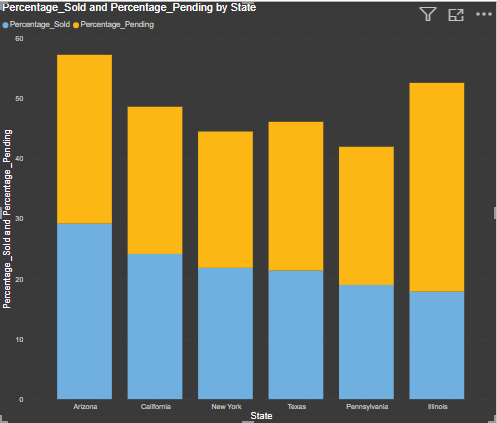 Percentage_Sold and Percentage_Pending by State
Percentage_Sold Percentage_Pending
60
50
40
30
20
10
0
Percentage_Sold and Percentage_Pending
Arizona California New York Texas Pennsylvania Illinois
State